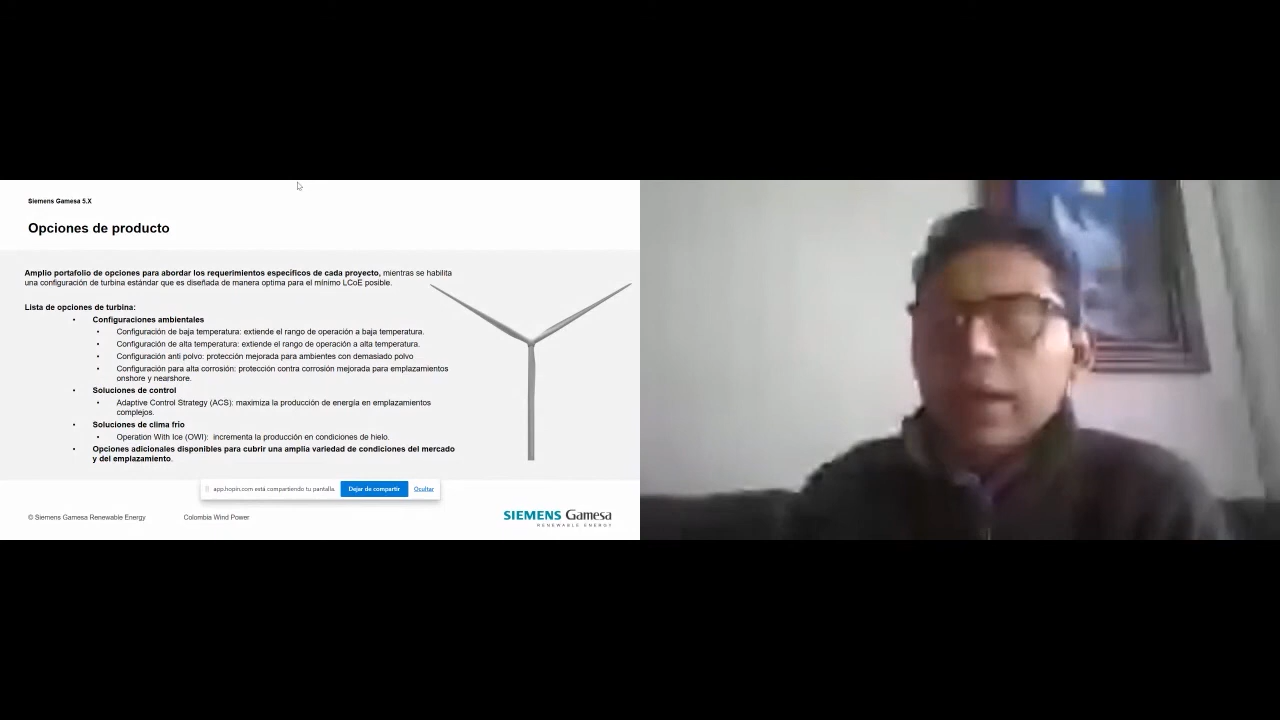 Siemens Gamesa 5.X
Opciones de producto
Amplio portafolio de opciones para abordar los requerimientos específicos de cada proyecto, mientras se habilita
una configuración de turbina estándar que es diseñada de manera optima para el mínimo LCoE posible.
Lista de opciones de turbina:
• Configuraciones ambientales
• Configuración de baja temperatura: extiende el rango de operación a baja temperatura.
• Configuración de alta temperatura: extiende el rango de operación a alta temperatura.
• Configuración anti polvo: protección mejorada para ambientes con demasiado polvo
• Configuración para alta corrosión: protección contra corrosión mejorada para emplazamientos
onshore y nearshore.
• Soluciones de control
• Adaptive Control Strategy (ACS): maximiza la producción de energía en emplazamientos
complejos.
• Soluciones de clima frío
• Operation With Ice (OWI): incrementa la producción en condiciones de hielo.
• Opciones adicionales disponibles para cubrir una amplia variedad de condiciones del mercado
y del emplazamiento.
app.hopin.com está compartiendo tu pantalla. Dejar de compartir Ocultar
© Siemens Gamesa Renewable Energy Colombia Wind Power
SIEMENS Gamesa
RENEWABLE ENERGY